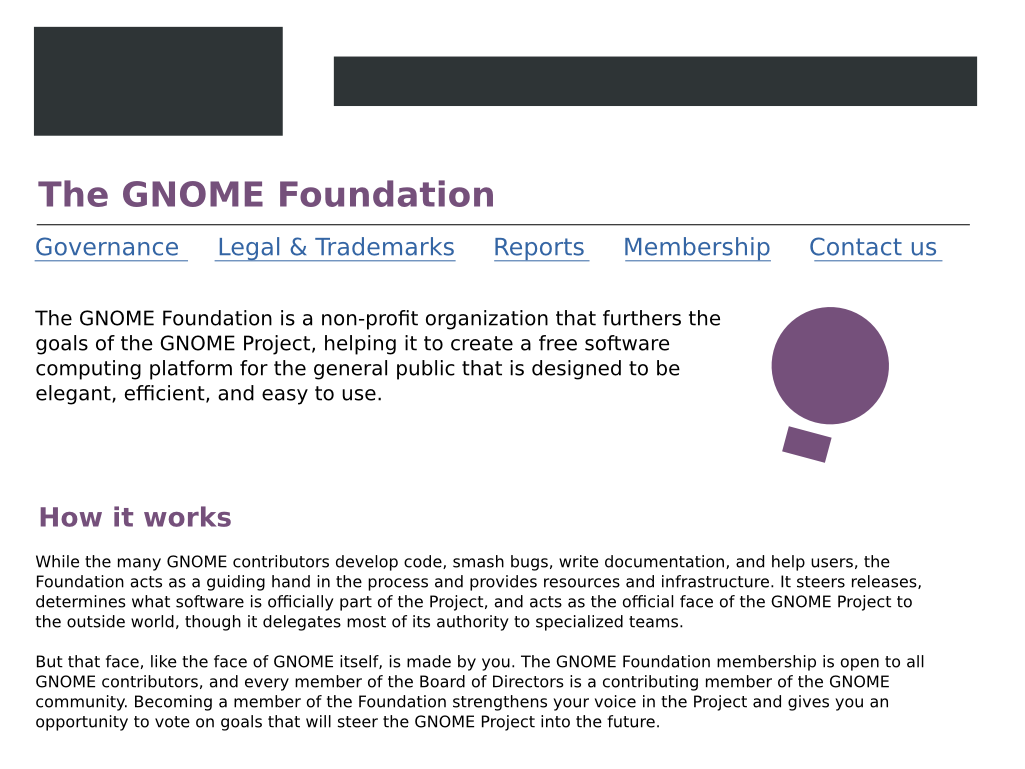 The GNOME Foundation
Governance Legal & Trademarks Reports Membership Contact us
The GNOME Foundation is a non-profit organization that furthers the
goals of the GNOME Project, helping it to create a free software
computing platform for the general public that is designed to be
elegant, efficient, and easy to use.
How it works
While the many GNOME contributors develop code, smash bugs, write documentation, and help users, the
Foundation acts as a guiding hand in the process and provides resources and infrastructure. It steers releases,
determines what software is officially part of the Project, and acts as the official face of the GNOME Project to
the outside world, though it delegates most of its authority to specialized teams.
But that face, like the face of GNOME itself, is made by you. The GNOME Foundation membership is open to all
GNOME contributors, and every member of the Board of Directors is a contributing member of the GNOME
community. Becoming a member of the Foundation strengthens your voice in the Project and gives you an
opportunity to vote on goals that will steer the GNOME Project into the future.